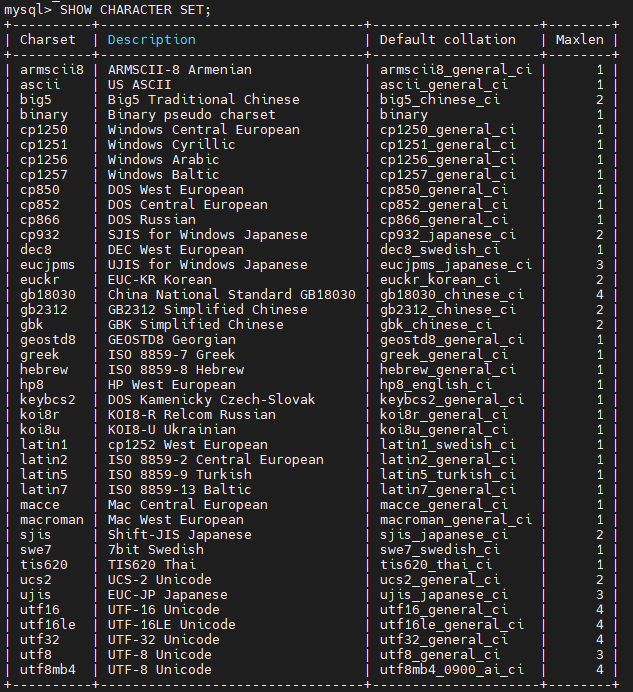 mysql> SHOW CHARACTER SET;
+----------+---------------------------------+---------------------+--------+
| Charset  | Description                     | Default collation   | Maxlen |
+----------+---------------------------------+---------------------+--------+
| armscii8 | ARMSCII-8 Armenian              | armscii8_general_ci |      1 |
| ascii    | US ASCII                        | ascii_general_ci    |      1 |
| big5     | Big5 Traditional Chinese        | big5_chinese_ci     |      2 |
| binary   | Binary pseudo charset           | binary              |      1 |
| cp1250   | Windows Central European        | cp1250_general_ci   |      1 |
| cp1251   | Windows Cyrillic                | cp1251_general_ci   |      1 |
| cp1256   | Windows Arabic                  | cp1256_general_ci   |      1 |
| cp1257   | Windows Baltic                  | cp1257_general_ci   |      1 |
| cp850    | DOS West European               | cp850_general_ci    |      1 |
| cp852    | DOS Central European            | cp852_general_ci    |      1 |
| cp866    | DOS Russian                     | cp866_general_ci    |      1 |
| cp932    | SJIS for Windows Japanese       | cp932_japanese_ci   |      2 |
| dec8     | DEC West European               | dec8_swedish_ci     |      1 |
| eucjpms  | UJIS for Windows Japanese       | eucjpms_japanese_ci |      3 |
| euckr    | EUC-KR Korean                   | euckr_korean_ci     |      2 |
| gb18030  | China National Standard GB18030 | gb18030_chinese_ci  |      4 |
| gb2312   | GB2312 Simplified Chinese       | gb2312_chinese_ci   |      2 |
| gbk      | GBK Simplified Chinese          | gbk_chinese_ci      |      2 |
| geostd8  | GEOSTD8 Georgian                | geostd8_general_ci  |      1 |
| greek    | ISO 8859-7 Greek                | greek_general_ci    |      1 |
| hebrew   | ISO 8859-8 Hebrew               | hebrew_general_ci   |      1 |
| hp8      | HP West European                | hp8_english_ci      |      1 |
| keybcs2  | DOS Kamenicky Czech-Slovak      | keybcs2_general_ci  |      1 |
| koi8r    | KOI8-R Relcom Russian           | koi8r_general_ci    |      1 |
| koi8u    | KOI8-U Ukrainian                | koi8u_general_ci    |      1 |
| latin1   | cp1252 West European            | latin1_swedish_ci   |      1 |
| latin2   | ISO 8859-2 Central European     | latin2_general_ci   |      1 |
| latin5   | ISO 8859-9 Turkish              | latin5_turkish_ci   |      1 |
| latin7   | ISO 8859-13 Baltic              | latin7_general_ci   |      1 |
| macce    | Mac Central European            | macce_general_ci    |      1 |
| macroman | Mac West European               | macroman_general_ci |      1 |
| sjis     | Shift-JIS Japanese              | sjis_japanese_ci    |      2 |
| swe7     | 7bit Swedish                    | swe7_swedish_ci     |      1 |
| tis620   | TIS620 Thai                     | tis620_thai_ci      |      1 |
| ucs2     | UCS-2 Unicode                   | ucs2_general_ci     |      2 |
| ujis     | EUC-JP Japanese                 | ujis_japanese_ci    |      3 |
| utf16    | UTF-16 Unicode                  | utf16_general_ci    |      4 |
| utf16le  | UTF-16LE Unicode                | utf16le_general_ci  |      4 |
| utf32    | UTF-32 Unicode                  | utf32_general_ci    |      4 |
| utf8     | UTF-8 Unicode                   | utf8_general_ci     |      3 |
| utf8mb4  | UTF-8 Unicode                   | utf8mb4_0900_ai_ci  |      4 |
+----------+---------------------------------+---------------------+--------+